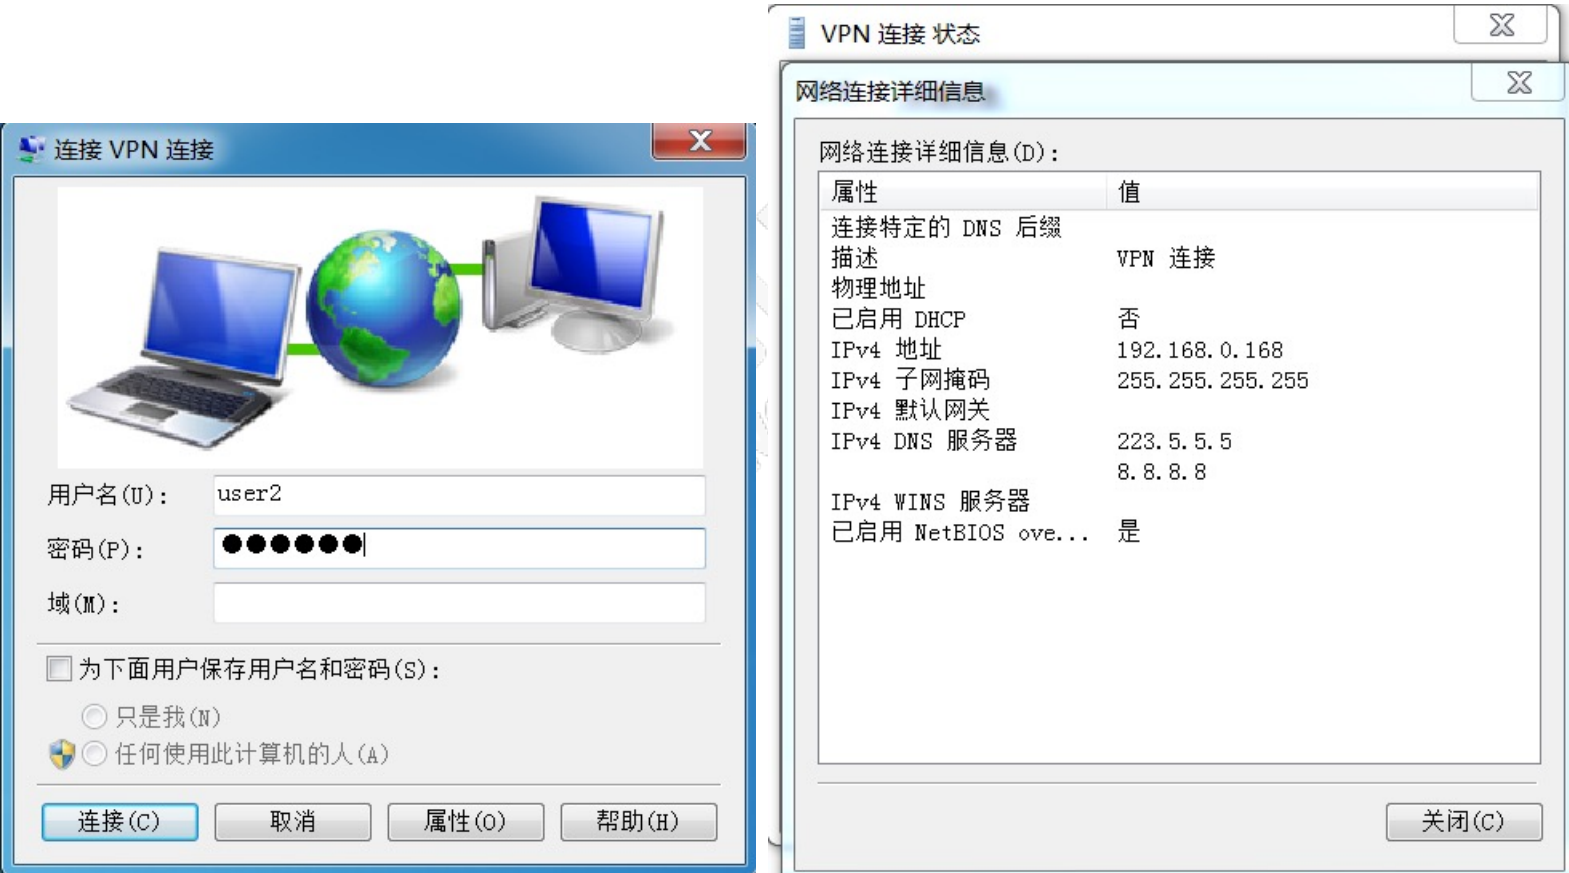 连接 VPN 连接
用户名(U)：
user2
密码(P)：
●●●●●●
域(M)：
为下面用户保存用户名和密码(S)：
只是我(N)
任何使用此计算机的人(A)
连接(C)
取消
属性(O)
帮助(H)
VPN 连接 状态
网络连接详细信息
网络连接详细信息(D)：
属性 值
连接特定的 DNS 后缀
描述 VPN 连接
物理地址
已启用 DHCP 否
IPv4 地址 192.168.0.168
IPv4 子网掩码 255.255.255.255
IPv4 默认网关
IPv4 DNS 服务器 223.5.5.5
8.8.8.8
IPv4 WINS 服务器
已启用 NetBIOS ove... 是
关闭(C)